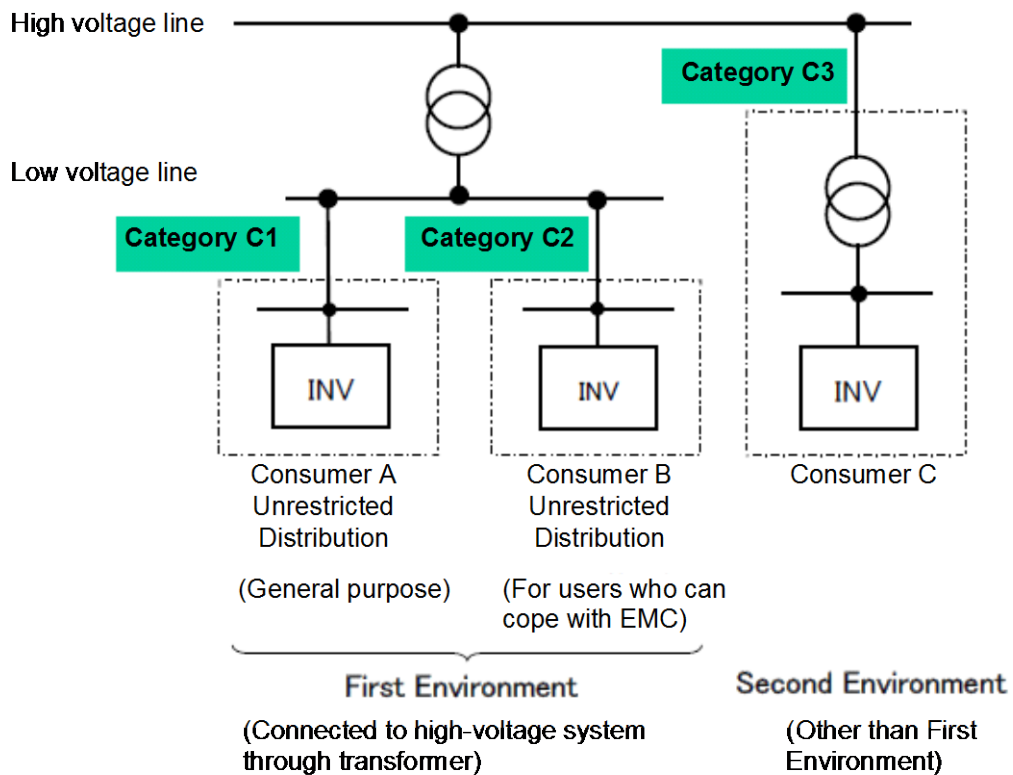 High voltage line
Category C3
Low voltage line
Category C1
Category C2
INV
INV
INV
Consumer A
Unrestricted
Distribution
Consumer B
Unrestricted
Distribution
Consumer C
(General purpose)
(For users who can
cope with EMC)
First Environment
Second Environment
(Connected to high-voltage system
through transformer)
(Other than First
Environment)